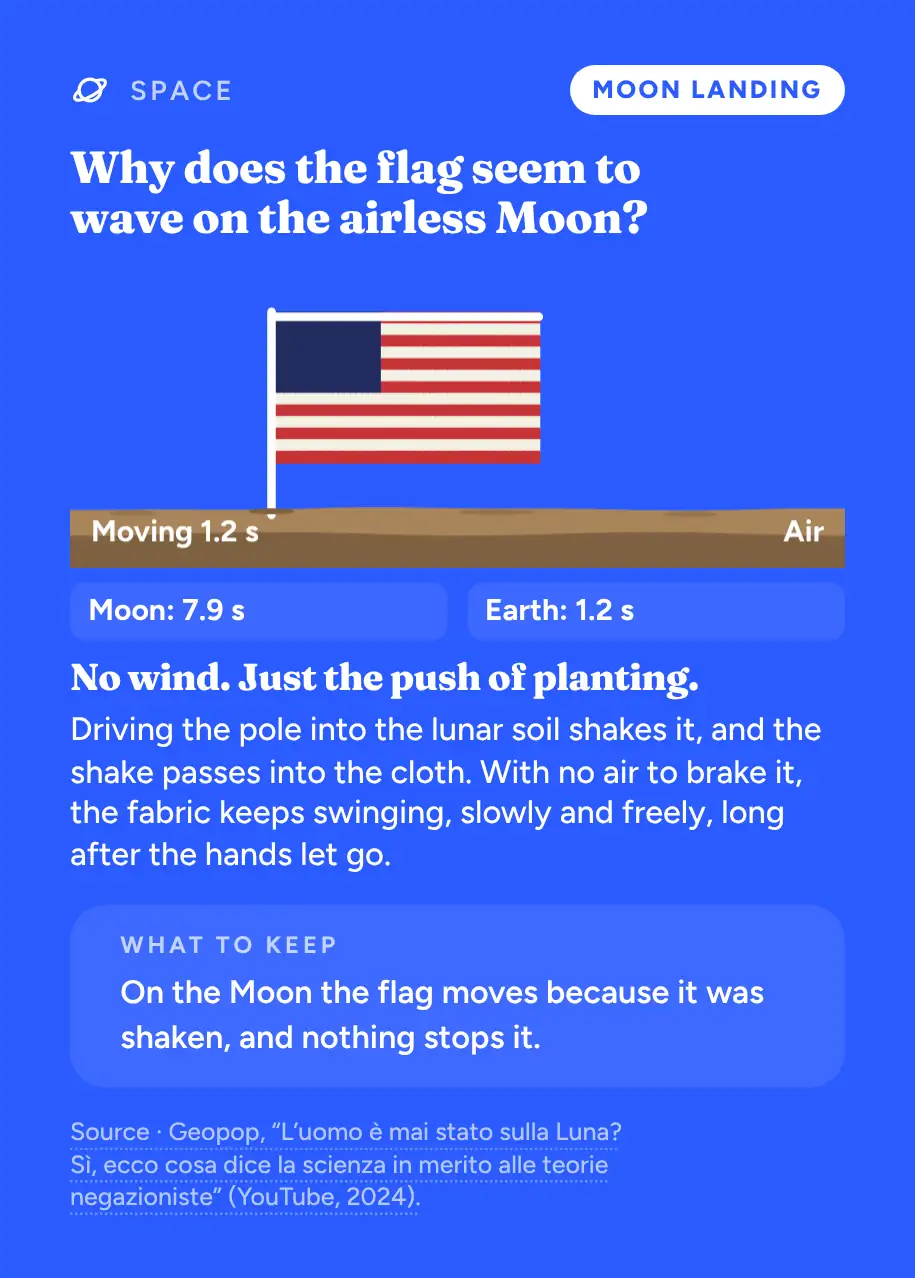 SPACE
MOON LANDING
Why does the flag seem to
wave on the airless Moon?
Moving 1.2 s
Air
Moon: 7.9 s
Earth: 1.2 s
No wind. Just the push of planting.
Driving the pole into the lunar soil shakes it, and the
shake passes into the cloth. With no air to brake it,
the fabric keeps swinging, slowly and freely, long
after the hands let go.
WHAT TO KEEP
On the Moon the flag moves because it was
shaken, and nothing stops it.
Source · Geopop, “L’uomo è mai stato sulla Luna?
Sì, ecco cosa dice la scienza in merito alle teorie
negazioniste” (YouTube, 2024).